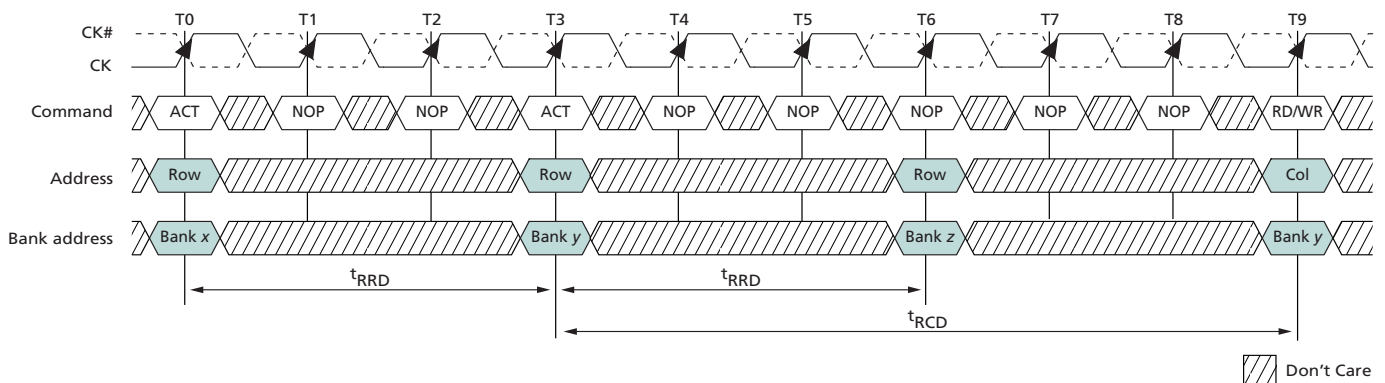 T0 T1 T2 T3 T4 T5 T6 T7 T8 T9
CK#
CK
Command ACT NOP NOP ACT NOP NOP NOP NOP NOP RD/WR
Address Row Row Row Col
Bank address Bank x Bank y Bank z Bank y
tRRD tRRD
tRCD
Don't Care